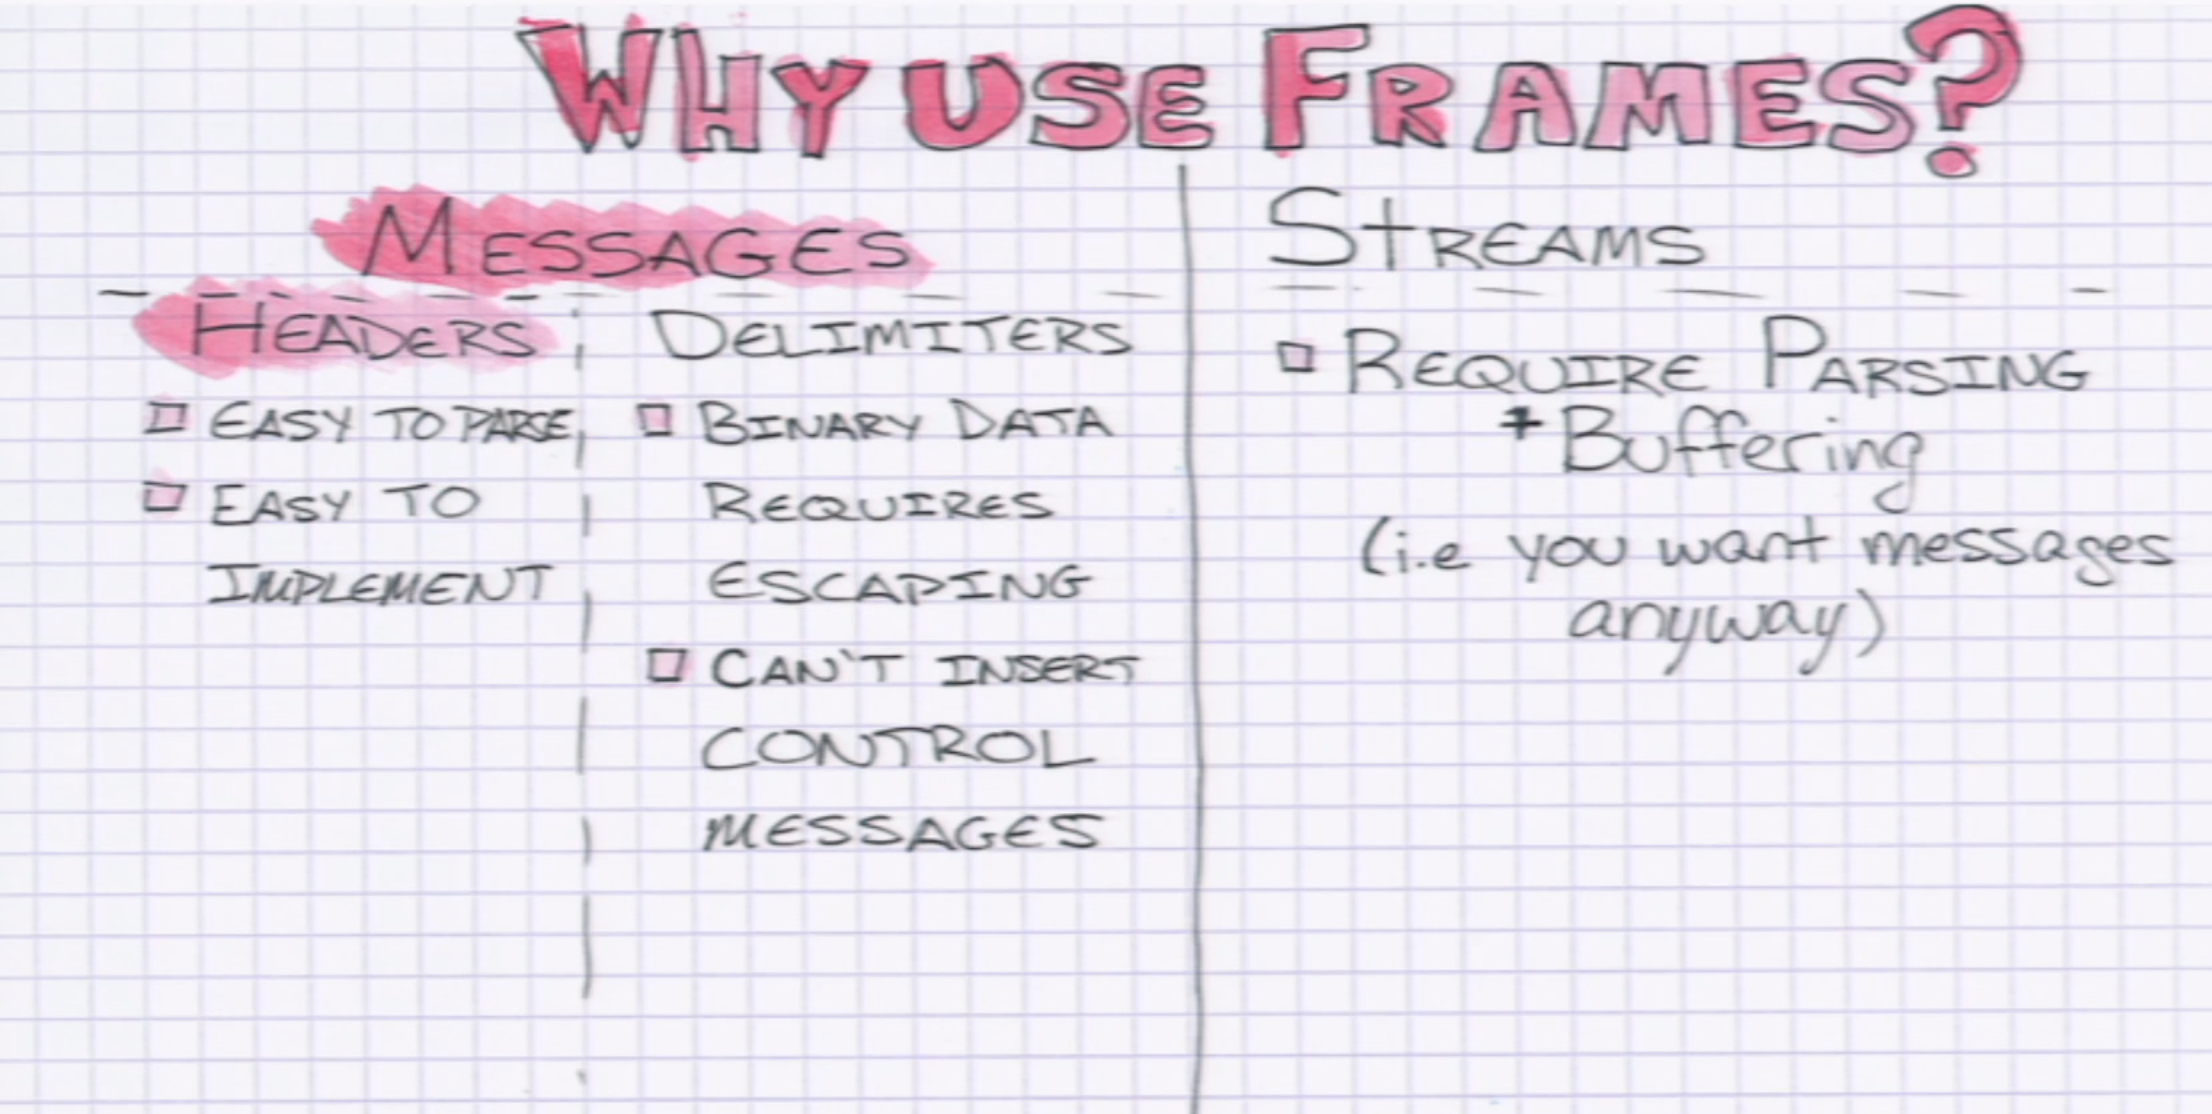 WHY USE FRAMES?
MESSAGES
HEADERS
EASY TO PARSE
EASY TO
IMPLEMENT
DELIMITERS
BINARY DATA
REQUIRES
ESCAPING
CAN'T INSERT
CONTROL
MESSAGES
STREAMS
REQUIRE PARSING
+ Buffering
(i.e you want messages
anyway)